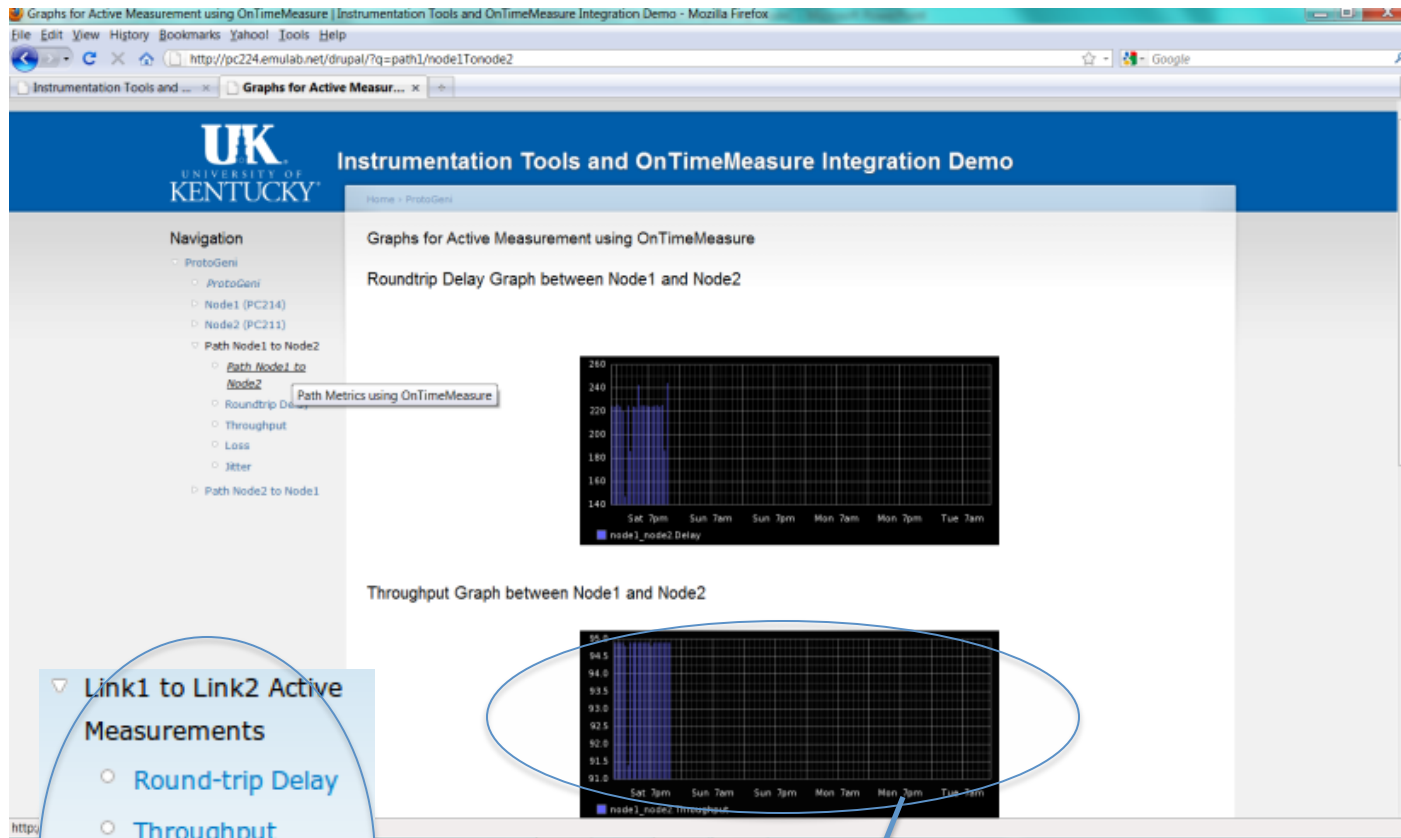 Graphs for Active Measurement using OnTimeMeasure | Instrumentation Tools and OnTimeMeasure Integration Demo - Mozilla Firefox
File Edit View History Bookmarks Yahoo! Tools Help
http://pc224.emulab.net/drupal/?q=path1/node1Tonode2
Google
Instrumentation Tools and ...
Graphs for Active Measur...
UK
UNIVERSITY OF
KENTUCKY
Instrumentation Tools and OnTimeMeasure Integration Demo
Home › ProtoGeni
Navigation
ProtoGeni
ProtoGeni
Node1 (PC214)
Node2 (PC211)
Path Node1 to Node2
Path Node1 to
Node2
Path Metrics using OnTimeMeasure
Roundtrip
Throughput
Loss
Jitter
Path Node2 to Node1
Graphs for Active Measurement using OnTimeMeasure
Roundtrip Delay Graph between Node1 and Node2
260
240
220
200
180
160
140
Sat 7pm Sun 7am Sun 7pm Mon 7am Mon 7pm Tue 7am
node1_node2.Delay
Throughput Graph between Node1 and Node2
95.0
94.5
94.0
93.5
93.0
92.5
92.0
91.5
91.0
Sat 7pm Sun 7am Sun 7pm Mon 7am Mon 7pm Tue 7am
node1_node2.Throughput
Link1 to Link2 Active
Measurements
Round-trip Delay
Throughput
http:/